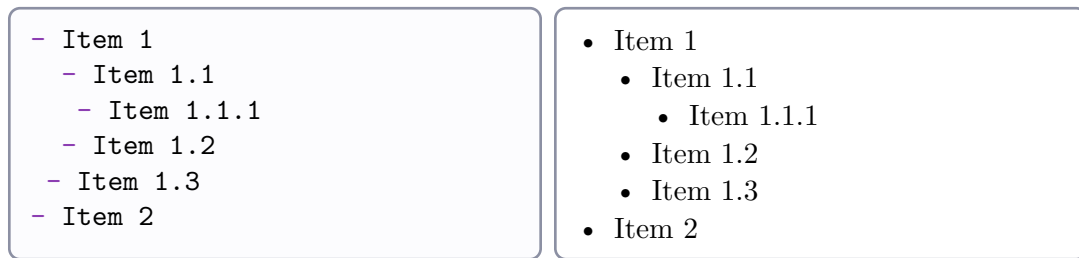 - Item 1
  - Item 1.1
   - Item 1.1.1
  - Item 1.2
 - Item 1.3
- Item 2
• Item 1
  • Item 1.1
    • Item 1.1.1
  • Item 1.2
  • Item 1.3
• Item 2